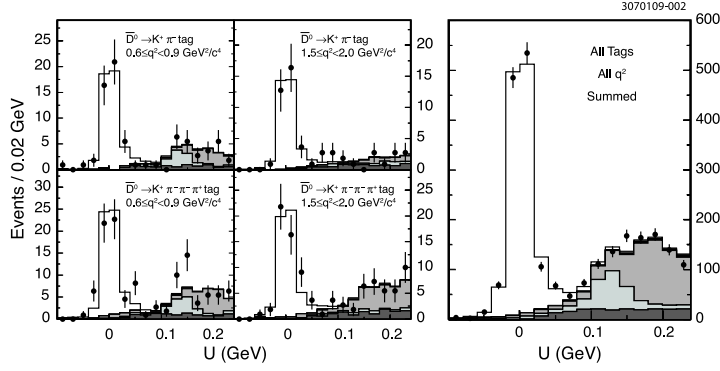 3070109-002
D̅⁰→K⁺ π⁻ tag
0.6≤q²<0.9 GeV²/c⁴
D̅⁰→K⁺ π⁻ tag
1.5≤q²<2.0 GeV²/c⁴
All Tags
All q²
Summed
25
20
15
10
5
0
20
15
10
5
0
D̅⁰→K⁺ π⁻ π⁻ π⁺ tag
0.6≤q²<0.9 GeV²/c⁴
D̅⁰→K⁺ π⁻ π⁻ π⁺ tag
1.5≤q²<2.0 GeV²/c⁴
30
25
20
15
10
5
0
25
20
15
10
5
0
600
500
400
300
200
100
0
Events / 0.02 GeV
0 0.1 0.2
0 0.1 0.2
0 0.1 0.2
U (GeV)
U (GeV)